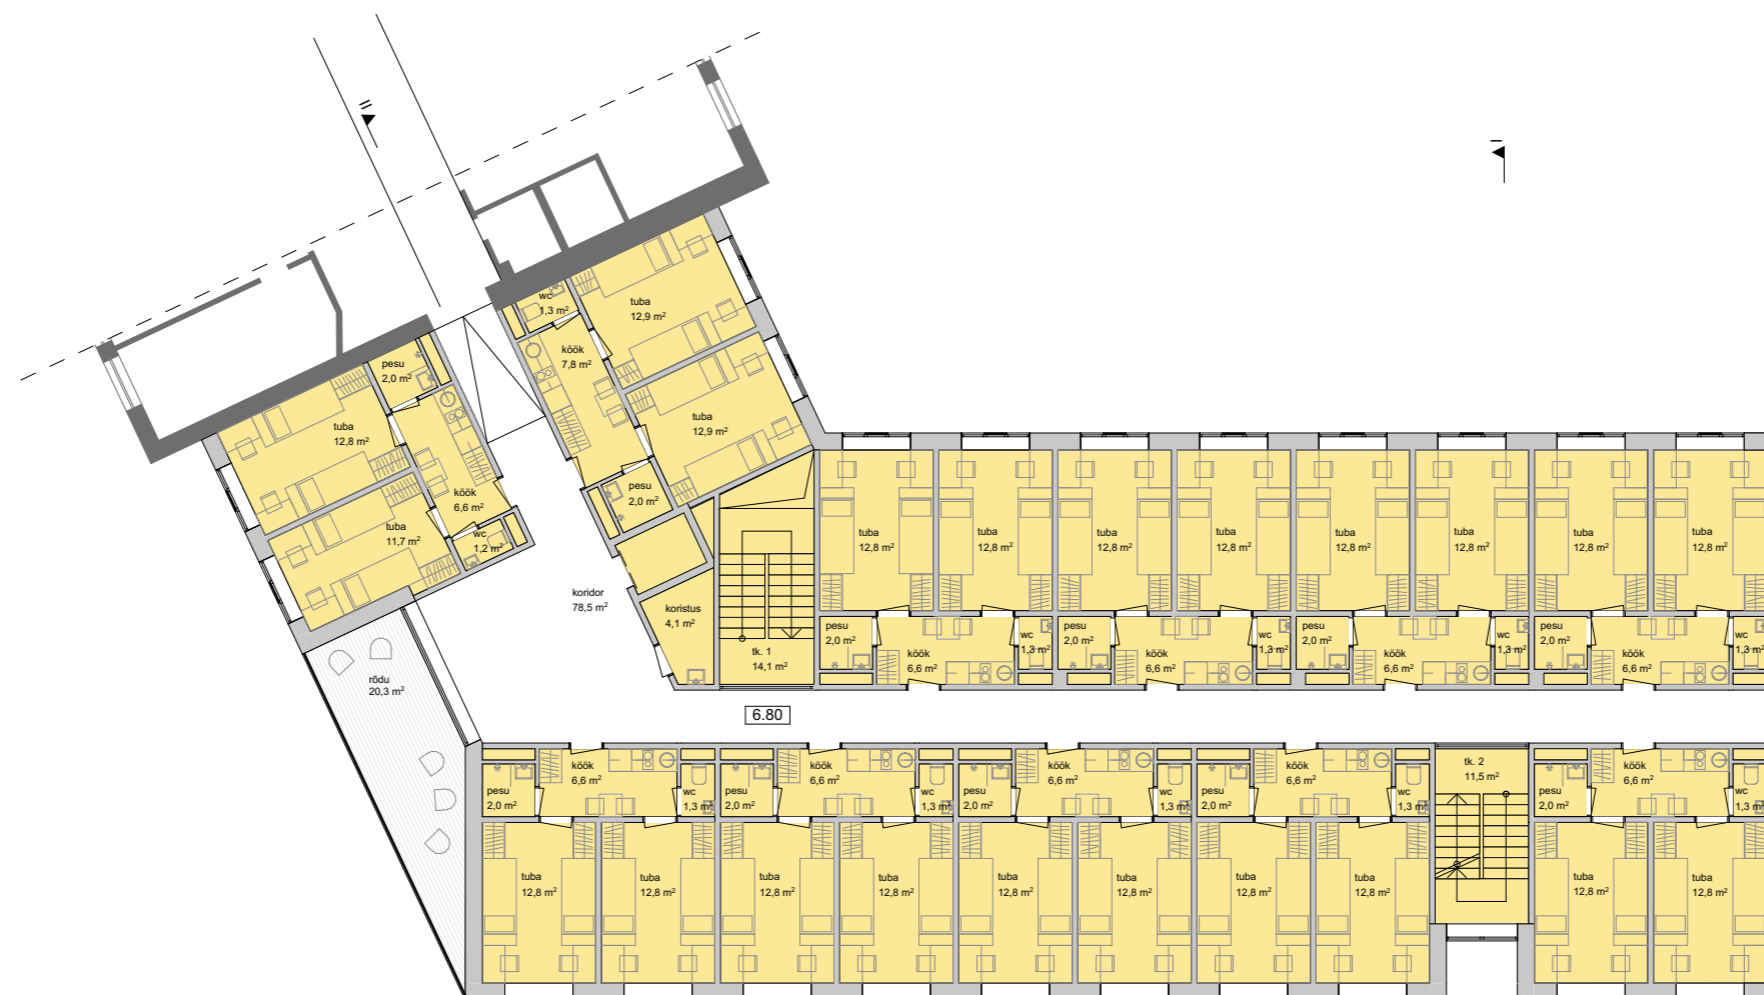 II
I
wc
1,3 m²
tuba
12,9 m²
köök
7,8 m²
pesu
2,0 m²
tuba
12,8 m²
tuba
12,9 m²
köök
6,6 m²
pesu
2,0 m²
tuba
11,7 m²
wc
1,2 m²
koridor
78,5 m²
koristus
4,1 m²
tk. 1
14,1 m²
rõdu
20,3 m²
6.80
tuba
12,8 m²
tuba
12,8 m²
tuba
12,8 m²
tuba
12,8 m²
tuba
12,8 m²
tuba
12,8 m²
tuba
12,8 m²
tuba
12,8 m²
pesu
2,0 m²
köök
6,6 m²
wc
1,3 m²
pesu
2,0 m²
köök
6,6 m²
wc
1,3 m²
pesu
2,0 m²
köök
6,6 m²
wc
1,3 m²
pesu
2,0 m²
köök
6,6 m²
wc
1,3 m²
pesu
2,0 m²
köök
6,6 m²
wc
1,3 m²
pesu
2,0 m²
köök
6,6 m²
wc
1,3 m²
pesu
2,0 m²
köök
6,6 m²
wc
1,3 m²
pesu
2,0 m²
köök
6,6 m²
wc
1,3 m²
tk. 2
11,5 m²
pesu
2,0 m²
köök
6,6 m²
wc
1,3 m²
tuba
12,8 m²
tuba
12,8 m²
tuba
12,8 m²
tuba
12,8 m²
tuba
12,8 m²
tuba
12,8 m²
tuba
12,8 m²
tuba
12,8 m²
tuba
12,8 m²
tuba
12,8 m²